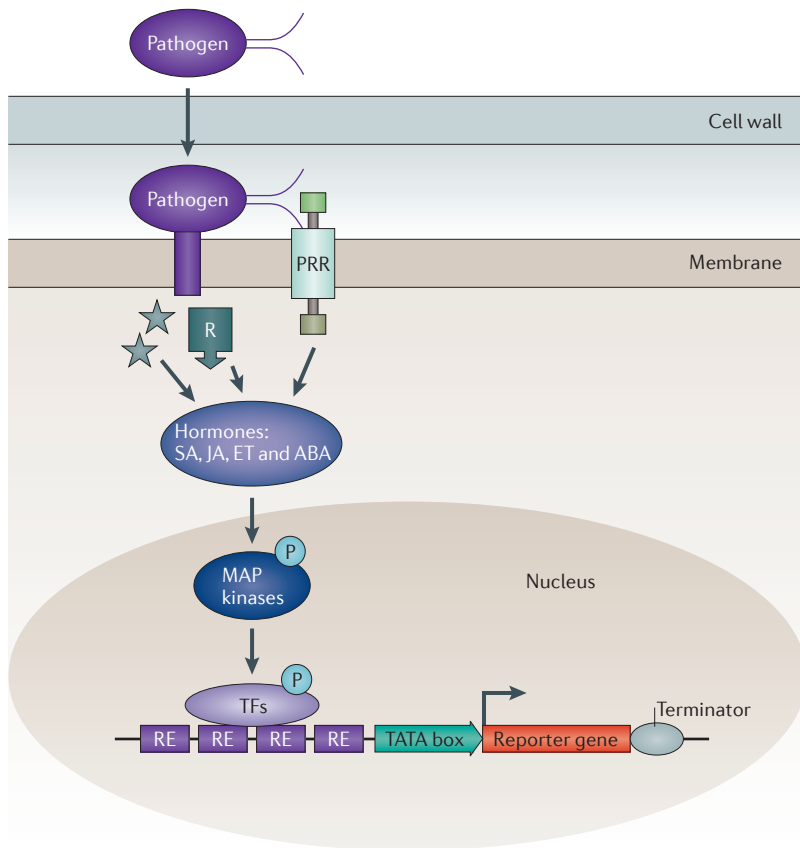 Pathogen
Cell wall
Pathogen
PRR
Membrane
R
Hormones:
SA, JA, ET and ABA
P
MAP
kinases
Nucleus
P
TFs
Terminator
RE RE RE RE TATA box Reporter gene